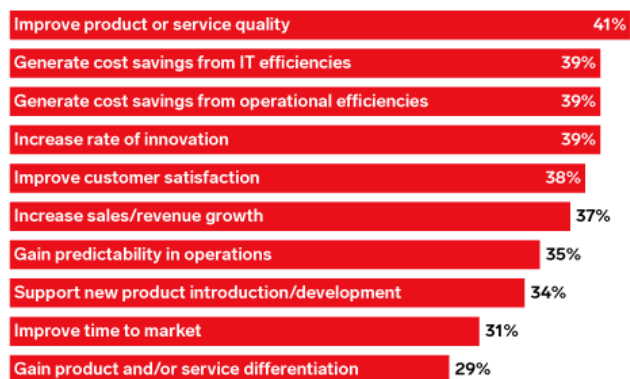 Improve product or service quality 41%
Generate cost savings from IT efficiencies 39%
Generate cost savings from operational efficiencies 39%
Increase rate of innovation 39%
Improve customer satisfaction 38%
Increase sales/revenue growth 37%
Gain predictability in operations 35%
Support new product introduction/development 34%
Improve time to market 31%
Gain product and/or service differentiation 29%